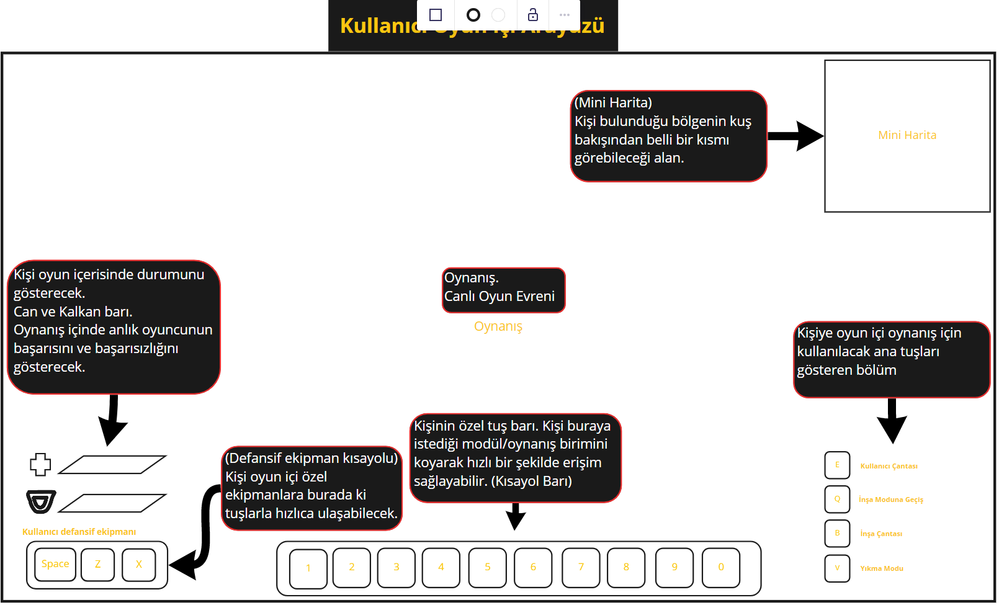 (Mini Harita)
Kişi bulunduğu bölgenin kuş
bakışından belli bir kısmı
görebileceği alan.
Mini Harita
Kişi oyun içerisinde durumunu
gösterecek.
Can ve Kalkan barı.
Oynanış içinde anlık oyuncunun
başarısını ve başarısızlığını
gösterecek.
Oynanış.
Canlı Oyun Evreni
Oynanış
Kişiye oyun içi oynanış için
kullanılacak ana tuşları
gösteren bölüm
(Defansif ekipman kısayolu)
Kişi oyun içi özel
ekipmanlara burada ki
tuşlarla hızlıca ulaşabilecek.
Kişinin özel tuş barı. Kişi buraya
istediği modül/oynanış birimini
koyarak hızlı bir şekilde erişim
sağlayabilir. (Kısayol Barı)
E Kullanıcı Çantası
Q İnşa Moduna Geçiş
B İnşa Çantası
V Yıkma Modu
Kullanıcı defansif ekipmanı
Space Z X
1 2 3 4 5 6 7 8 9 0